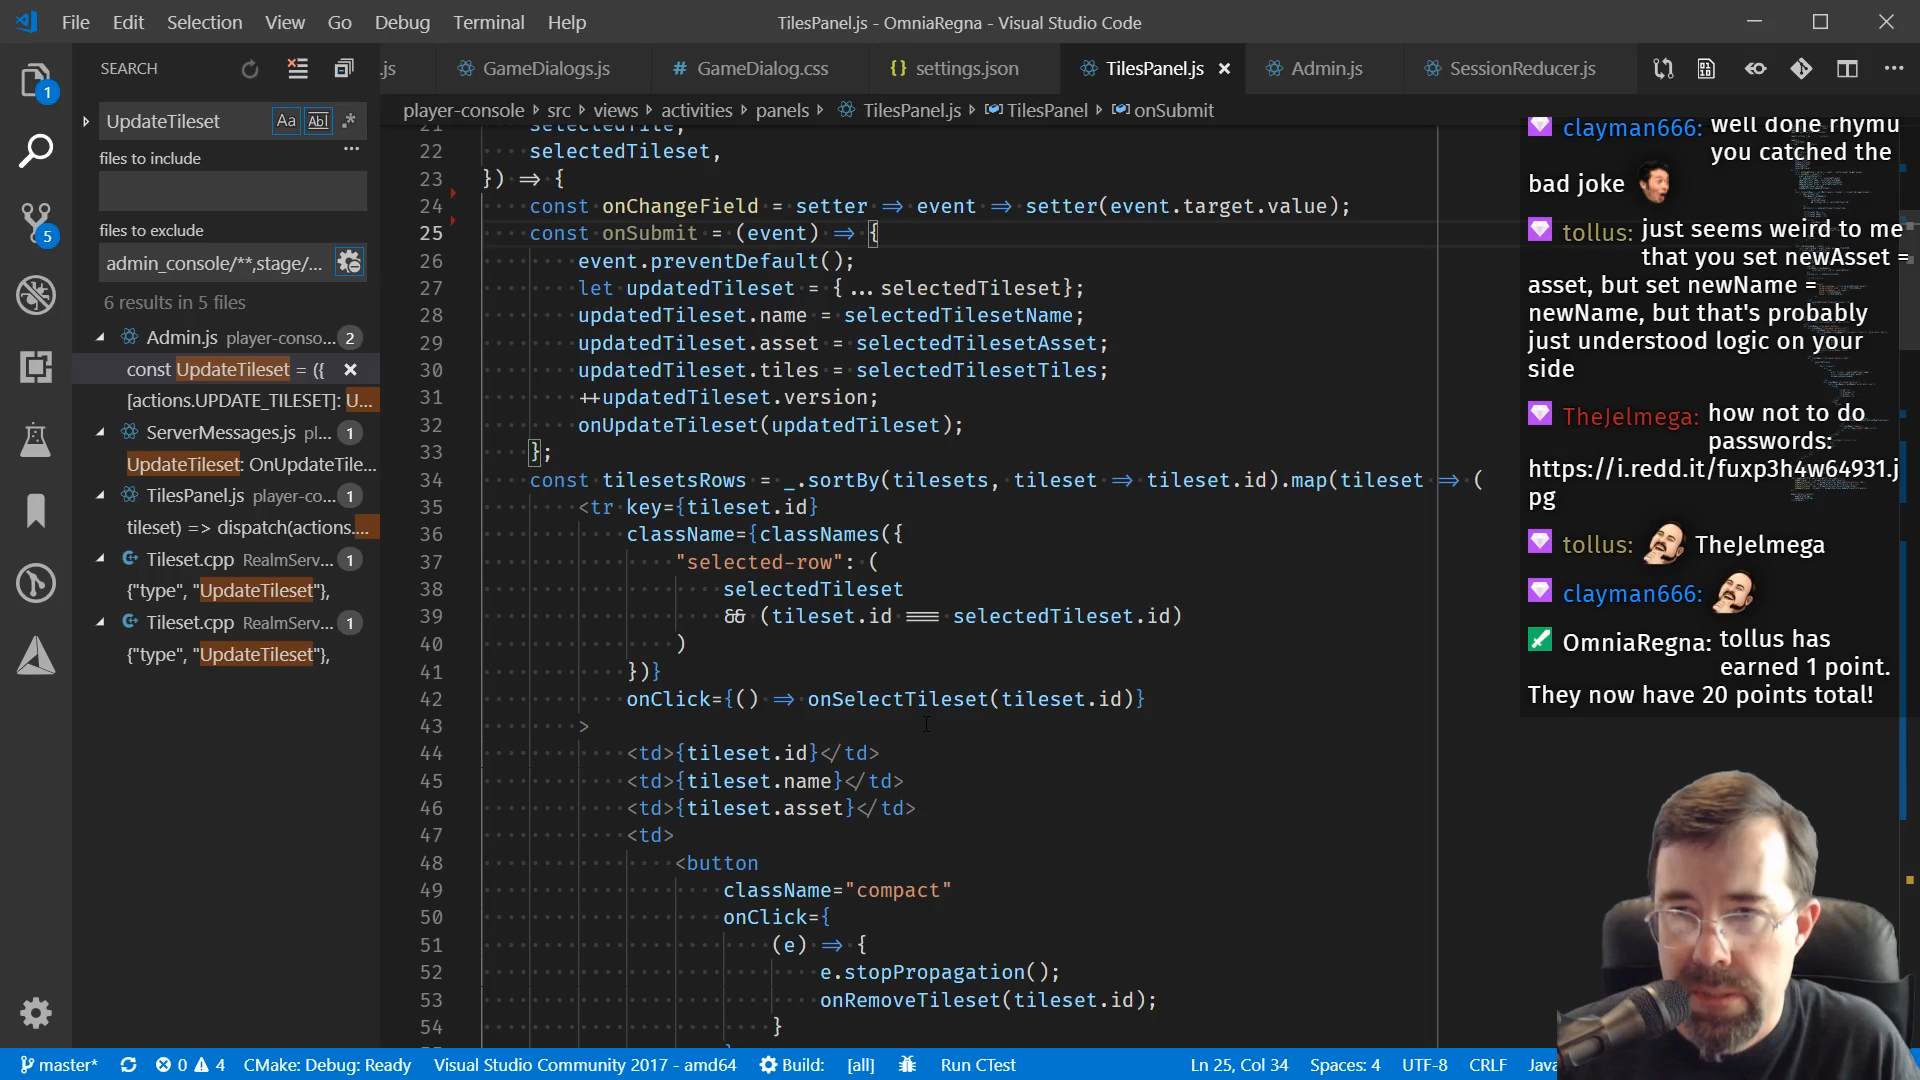 File Edit Selection View Go Debug Terminal Help
TilesPanel.js - OmniaRegna - Visual Studio Code
SEARCH
.js GameDialogs.js # GameDialog.css {} settings.json TilesPanel.js Admin.js SessionReducer.js
player-console src views activities panels TilesPanel.js TilesPanel onSubmit
1
5
UpdateTileset Aa Abl .*
files to include
files to exclude
admin_console/**,stage/...
6 results in 5 files
Admin.js player-conso... 2
const UpdateTileset = ({
[actions.UPDATE_TILESET]: U...
ServerMessages.js pl... 1
UpdateTileset: OnUpdateTile...
TilesPanel.js player-co... 1
tileset) => dispatch(actions....
Tileset.cpp RealmServ... 1
{"type", "UpdateTileset"},
Tileset.cpp RealmServ... 1
{"type", "UpdateTileset"},
21 selectedTile,
22 selectedTileset,
23 }) => {
24 const onChangeField = setter => event => setter(event.target.value);
25 const onSubmit = (event) => {
26 event.preventDefault();
27 let updatedTileset = {...selectedTileset};
28 updatedTileset.name = selectedTilesetName;
29 updatedTileset.asset = selectedTilesetAsset;
30 updatedTileset.tiles = selectedTilesetTiles;
31 ++updatedTileset.version;
32 onUpdateTileset(updatedTileset);
33 };
34 const tilesetsRows = _.sortBy(tilesets, tileset => tileset.id).map(tileset => (
35 <tr key={tileset.id}
36 className={classNames({
37 "selected-row": (
38 selectedTileset
39 && (tileset.id === selectedTileset.id)
40 )
41 })}
42 onClick={() => onSelectTileset(tileset.id)}
43 >
44 <td>{tileset.id}</td>
45 <td>{tileset.name}</td>
46 <td>{tileset.asset}</td>
47 <td>
48 <button
49 className="compact"
50 onClick={
51 (e) => {
52 e.stopPropagation();
53 onRemoveTileset(tileset.id);
54 }
clayman666: well done rhymu
you catched the
bad joke
tollus: just seems weird to me
that you set newAsset =
asset, but set newName =
newName, but that's probably
just understood logic on your
side
TheJelmega: how not to do
passwords:
https://i.redd.it/fuxp3h4w64931.j
pg
tollus: TheJelmega
clayman666:
OmniaRegna: tollus has
earned 1 point.
They now have 20 points total!
master* 0 4 CMake: Debug: Ready Visual Studio Community 2017 - amd64 Build: [all] Run CTest Ln 25, Col 34 Spaces: 4 UTF-8 CRLF Java